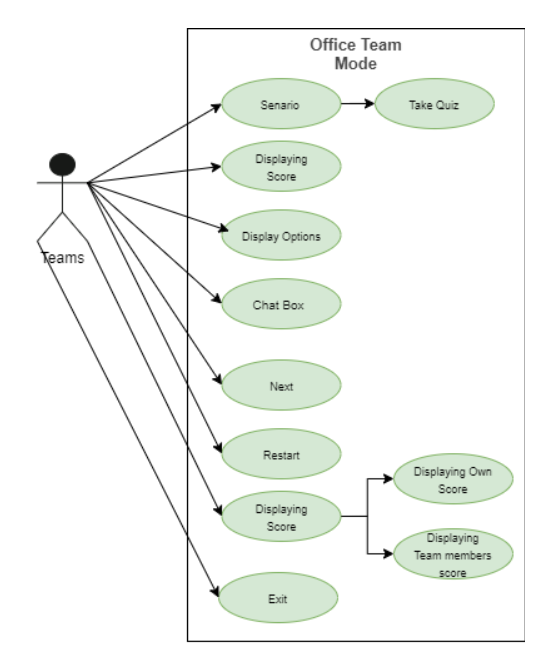 Office Team
Mode
Senario
Take Quiz
Displaying
Score
Display Options
Teams
Chat Box
Next
Restart
Displaying Own
Score
Displaying
Score
Displaying
Team members
score
Exit